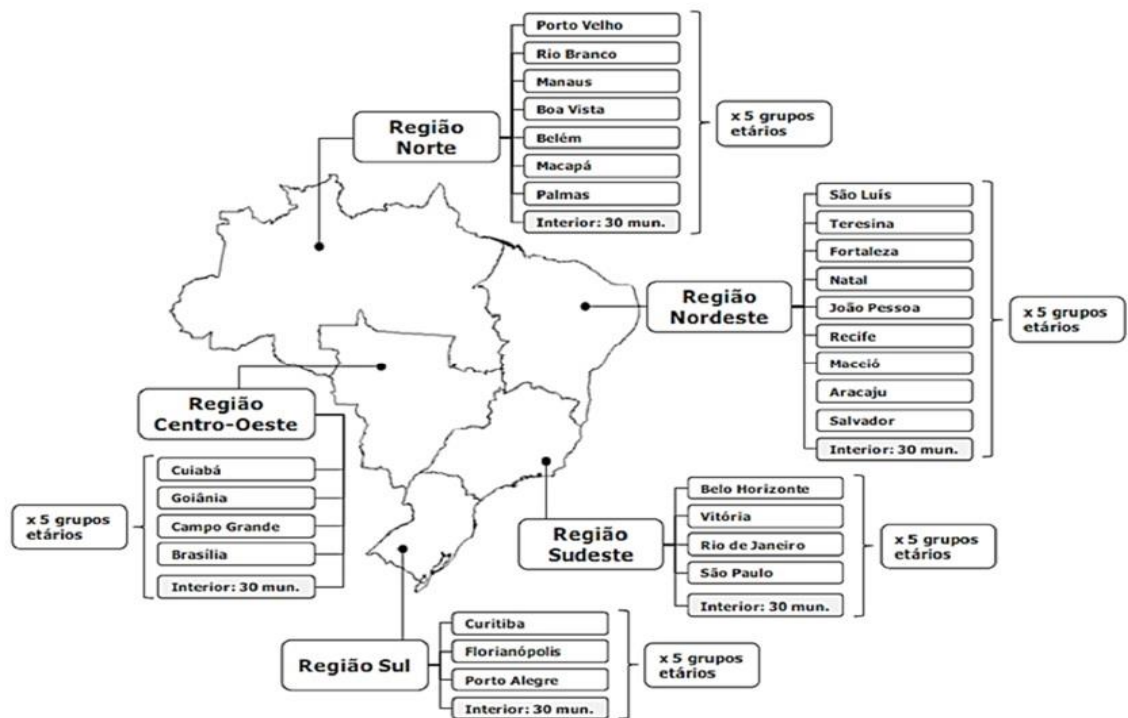 Região
Norte
Porto Velho
Rio Branco
Manaus
Boa Vista
Belém
Macapá
Palmas
Interior: 30 mun.
x 5 grupos
etários
Região
Nordeste
São Luís
Teresina
Fortaleza
Natal
João Pessoa
Recife
Maceió
Aracaju
Salvador
Interior: 30 mun.
x 5 grupos
etários
Região
Centro-Oeste
Cuiabá
Goiânia
Campo Grande
Brasília
Interior: 30 mun.
x 5 grupos
etários
Região
Sudeste
Belo Horizonte
Vitória
Rio de Janeiro
São Paulo
Interior: 30 mun.
x 5 grupos
etários
Região Sul
Curitiba
Florianópolis
Porto Alegre
Interior: 30 mun.
x 5 grupos
etários